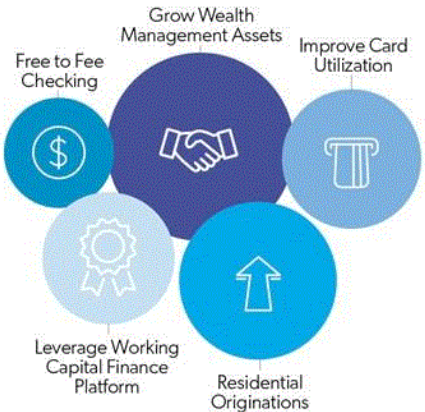 Grow Wealth
Management Assets
Improve Card
Utilization
Free to Fee
Checking
$
Leverage Working
Capital Finance
Platform
Residential
Originations